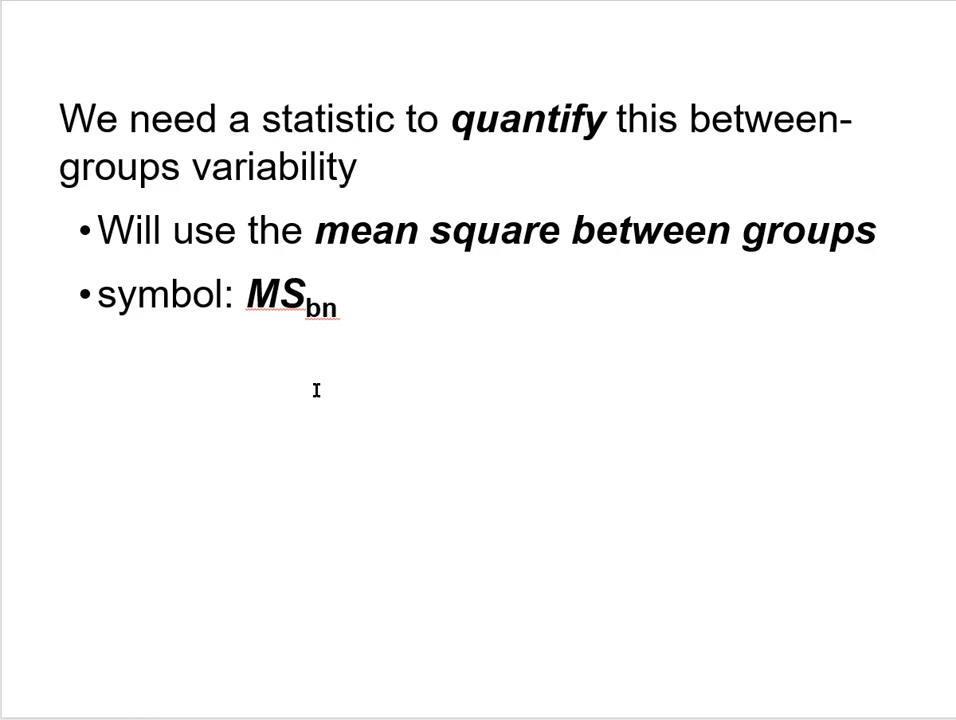 We need a statistic to quantify this between-
groups variability
•Will use the mean square between groups
•symbol: MSbn